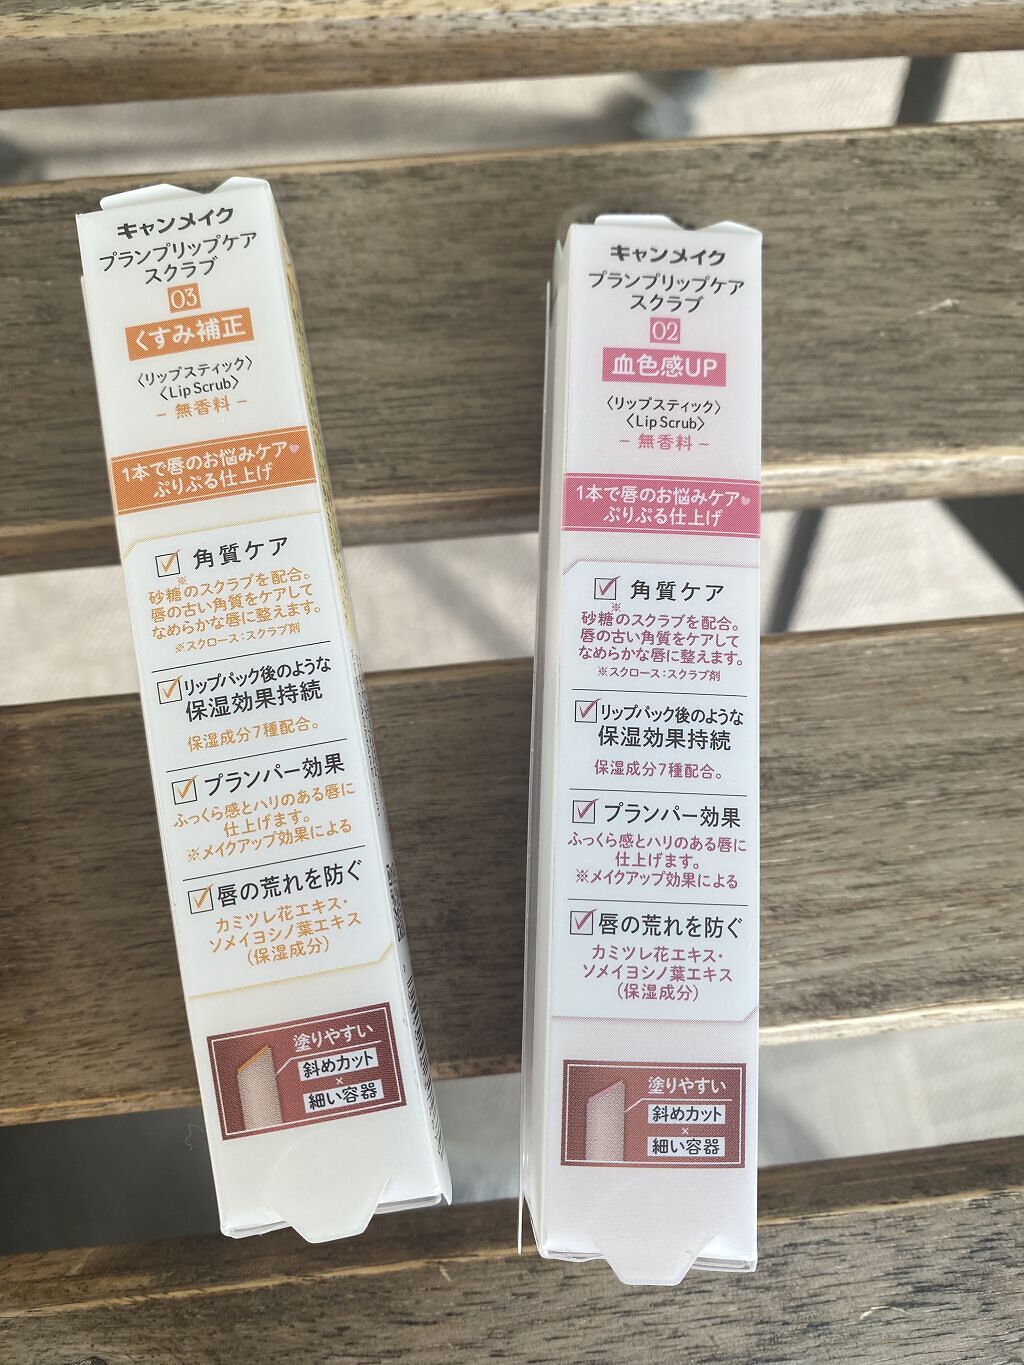 キャンメイク
プランプリップケア
スクラブ
03
くすみ補正
〈リップスティック〉
〈Lip Scrub〉
− 無香料 −
1本で唇のお悩みケア♥
ぷりぷる仕上げ
角質ケア
砂糖※のスクラブを配合。
唇の古い角質をケアして
なめらかな唇に整えます。
※スクロース：スクラブ剤
リップパック後のような
保湿効果持続
保湿成分7種配合。
プランパー効果
ふっくら感とハリのある唇に
仕上げます。
※メイクアップ効果による
唇の荒れを防ぐ
カミツレ花エキス・
ソメイヨシノ葉エキス
(保湿成分)
塗りやすい
斜めカット
×
細い容器
キャンメイク
プランプリップケア
スクラブ
02
血色感UP
〈リップスティック〉
〈Lip Scrub〉
− 無香料 −
1本で唇のお悩みケア♥
ぷりぷる仕上げ
角質ケア
砂糖※のスクラブを配合。
唇の古い角質をケアして
なめらかな唇に整えます。
※スクロース：スクラブ剤
リップパック後のような
保湿効果持続
保湿成分7種配合。
プランパー効果
ふっくら感とハリのある唇に
仕上げます。
※メイクアップ効果による
唇の荒れを防ぐ
カミツレ花エキス・
ソメイヨシノ葉エキス
(保湿成分)
塗りやすい
斜めカット
×
細い容器